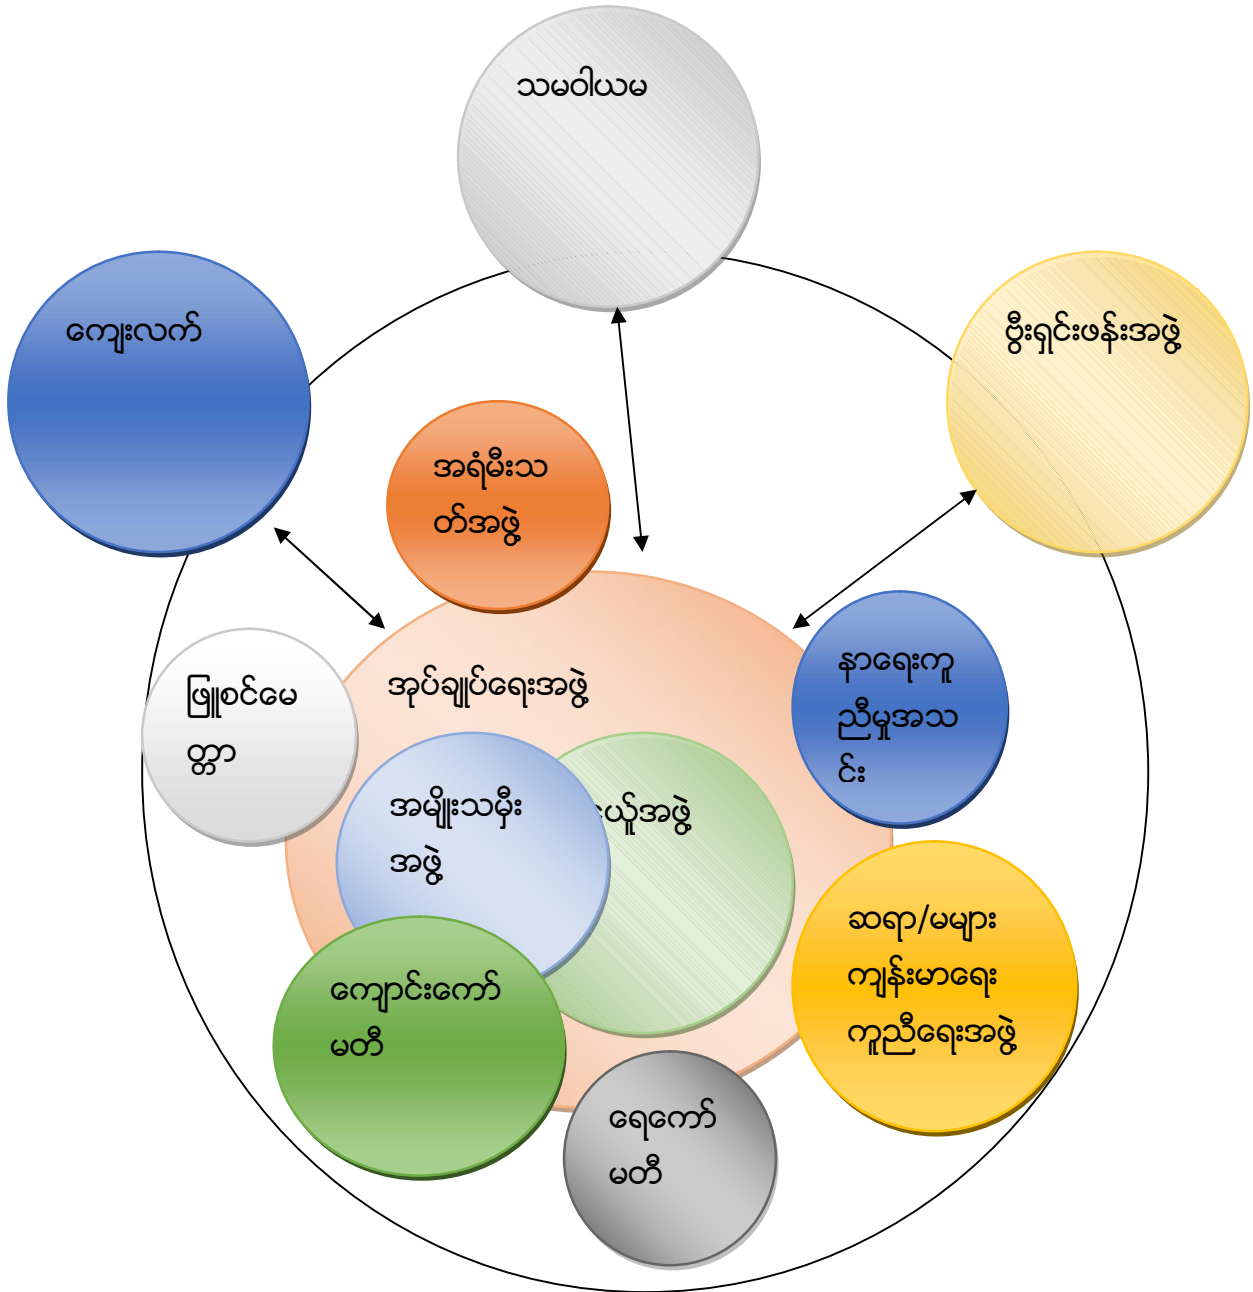 သမဝါယမ
ကျေးလက်
ဗွီးရှင်းဖန်းအဖွဲ့
အရံမီးသ
တ်အဖွဲ့
နာရေးကူ
ညီမှုအသ
င်း
ဖြူစင်မေ
တ္တာ
အုပ်ချုပ်ရေးအဖွဲ့
အမျိုးသမှီး
အဖွဲ့
ယ်ူအဖွဲ့
ဆရာ/မများ
ကျန်းမာရေး
ကူညီရေးအဖွဲ့
ကျောင်းကော်
မတီ
ရေကော်
မတီ